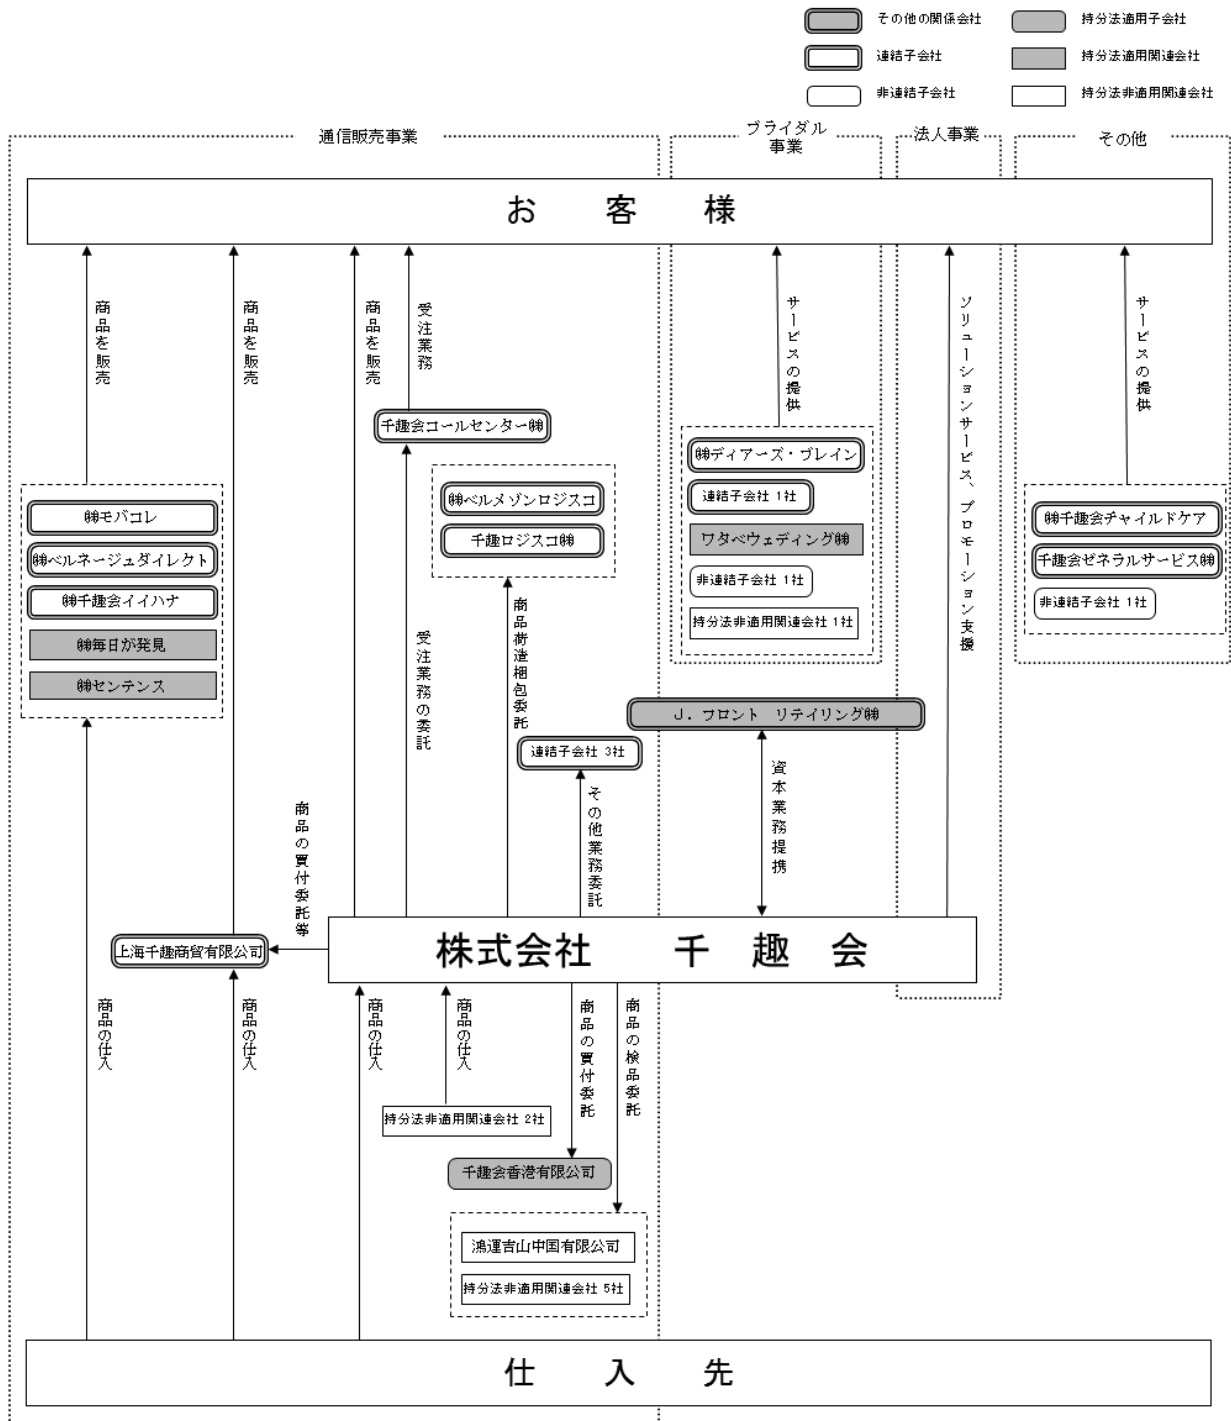 その他の関係会社
持分法適用子会社
連結子会社
持分法適用関連会社
非連結子会社
持分法非適用関連会社
通信販売事業
ブライダル
事業
法人事業
その他
お　客　様
商品を販売
商品を販売
商品を販売
受注業務
サービスの提供
ソリューションサービス、プロモーション支援
サービスの提供
千趣会コールセンター㈱
㈱ベルメゾンロジスコ
千趣ロジスコ㈱
㈱ディアーズ・ブレイン
連結子会社 1社
ワタベウェディング㈱
非連結子会社 1社
持分法非適用関連会社 1社
㈱千趣会チャイルドケア
千趣会ゼネラルサービス㈱
非連結子会社 1社
㈱モバコレ
㈱ベルネージュダイレクト
㈱千趣会イイハナ
㈱毎日が発見
㈱センテンス
受注業務の委託
商品荷造梱包委託
J．フロント　リテイリング㈱
連結子会社 3社
その他業務委託
資本業務提携
商品の買付委託等
上海千趣商貿有限公司
株式会社　千　趣　会
商品の仕入
商品の仕入
商品の仕入
商品の仕入
商品の買付委託
商品の検品委託
持分法非適用関連会社 2社
千趣会香港有限公司
鴻運吉山中国有限公司
持分法非適用関連会社 5社
仕　入　先